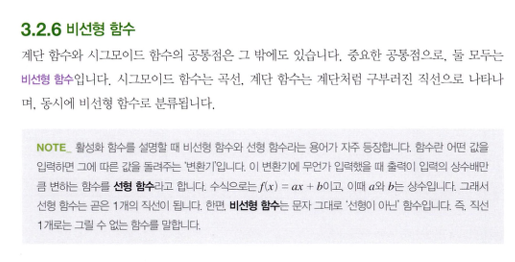 3.2.6 비선형 함수
계단 함수와 시그모이드 함수의 공통점은 그 밖에도 있습니다. 중요한 공통점으로, 둘 모두는
비선형 함수입니다. 시그모이드 함수는 곡선, 계단 함수는 계단처럼 구부러진 직선으로 나타나
며, 동시에 비선형 함수로 분류됩니다.
NOTE_ 활성화 함수를 설명할 때 비선형 함수와 선형 함수라는 용어가 자주 등장합니다. 함수란 어떤 값을
입력하면 그에 따른 값을 돌려주는 '변환기'입니다. 이 변환기에 무언가 입력했을 때 출력이 입력의 상수배만
큼 변하는 함수를 선형 함수라고 합니다. 수식으로는 f(x) = ax + b이고, 이때 a와 b는 상수입니다. 그래서
선형 함수는 곧은 1개의 직선이 됩니다. 한편, 비선형 함수는 문자 그대로 '선형이 아닌' 함수입니다. 즉, 직선
1개로는 그릴 수 없는 함수를 말합니다.